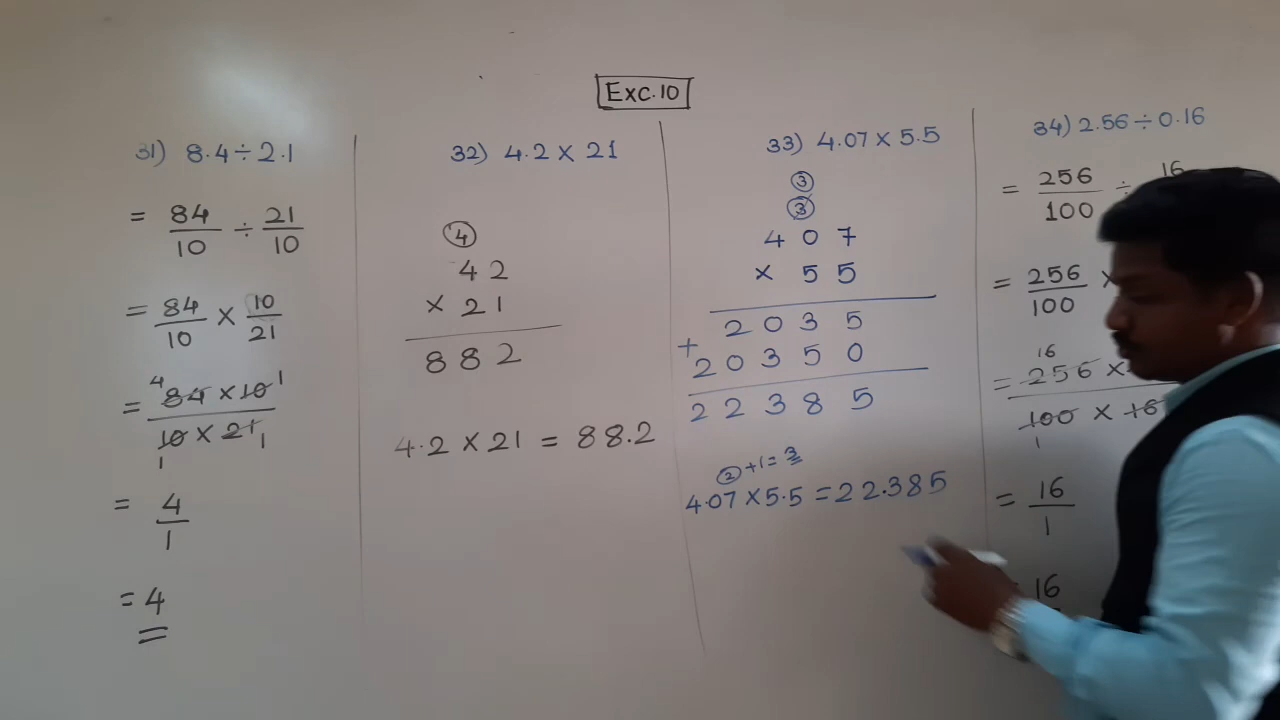 Exc.10
31) 8.4 ÷ 2.1
= 84/10 ÷ 21/10
= 84/10 × 10/21
4 1
= 84 × 10
10 × 21
1 1
= 4/1
= 4
32) 4.2 × 21
4
42
× 21
882
4.2 × 21 = 88.2
33) 4.07 × 5.5
3
3
407
× 55
2035
+ 20350
22385
2 +1 = 3
4.07 × 5.5 = 22.385
34) 2.56 ÷ 0.16
= 256/100 ÷ 16
= 256/100 ×
16
= 256 ×
100 × 16
1
= 16/1
= 16